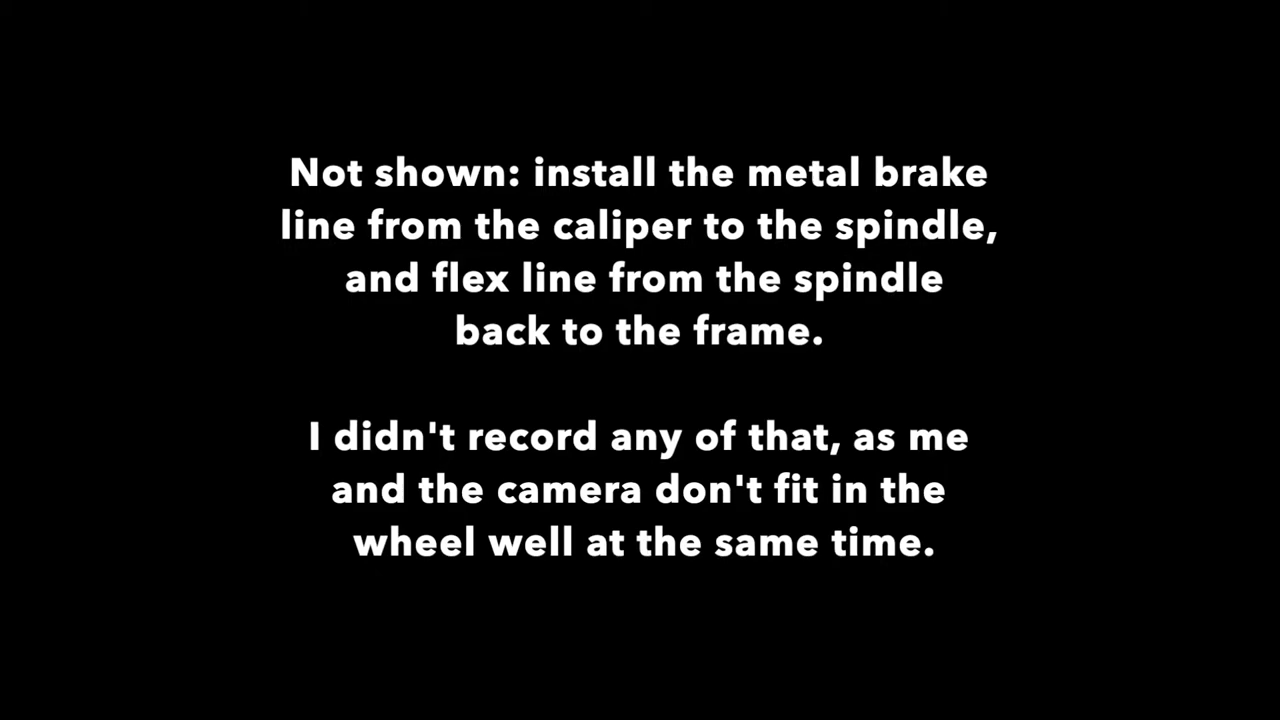 Not shown: install the metal brake
line from the caliper to the spindle,
and flex line from the spindle
back to the frame.
I didn't record any of that, as me
and the camera don't fit in the
wheel well at the same time.